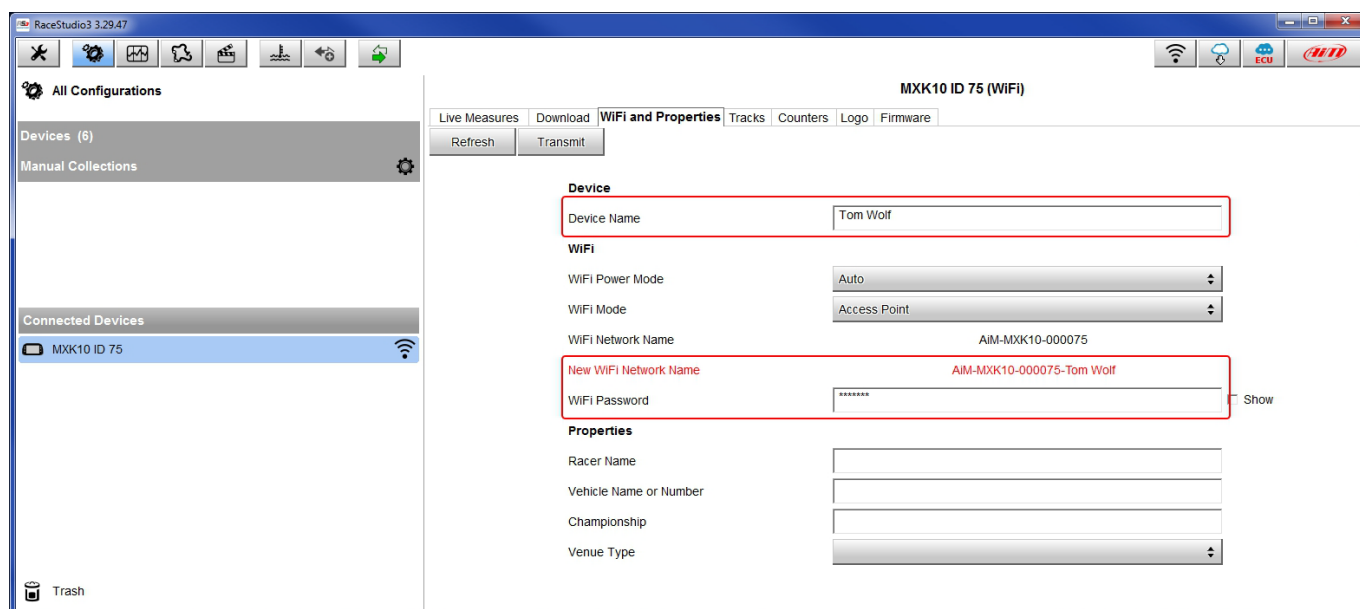 RaceStudio3 3.29.47
ECU
AiM
All Configurations
MXK10 ID 75 (WiFi)
Live Measures Download WiFi and Properties Tracks Counters Logo Firmware
Devices (6)
Refresh Transmit
Manual Collections
Device
Device Name Tom Wolf
WiFi
WiFi Power Mode Auto
WiFi Mode Access Point
Connected Devices
WiFi Network Name AiM-MXK10-000075
MXK10 ID 75
New WiFi Network Name AiM-MXK10-000075-Tom Wolf
WiFi Password ******* Show
Properties
Racer Name
Vehicle Name or Number
Championship
Venue Type
Trash